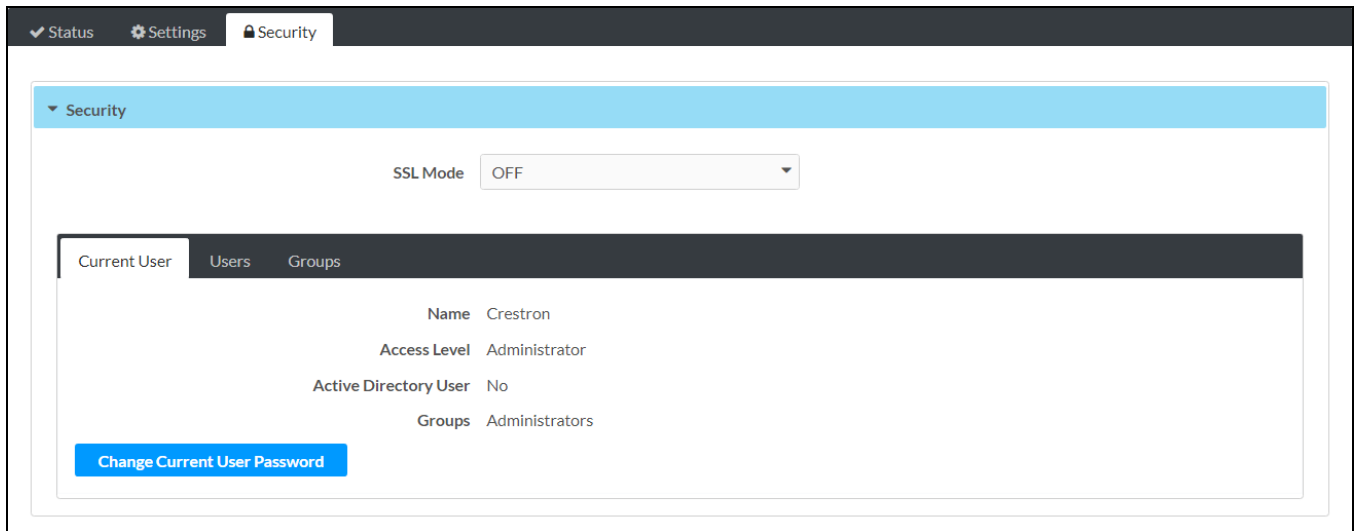 Status Settings Security
Security
SSL Mode OFF
Current User Users Groups
Name Crestron
Access Level Administrator
Active Directory User No
Groups Administrators
Change Current User Password